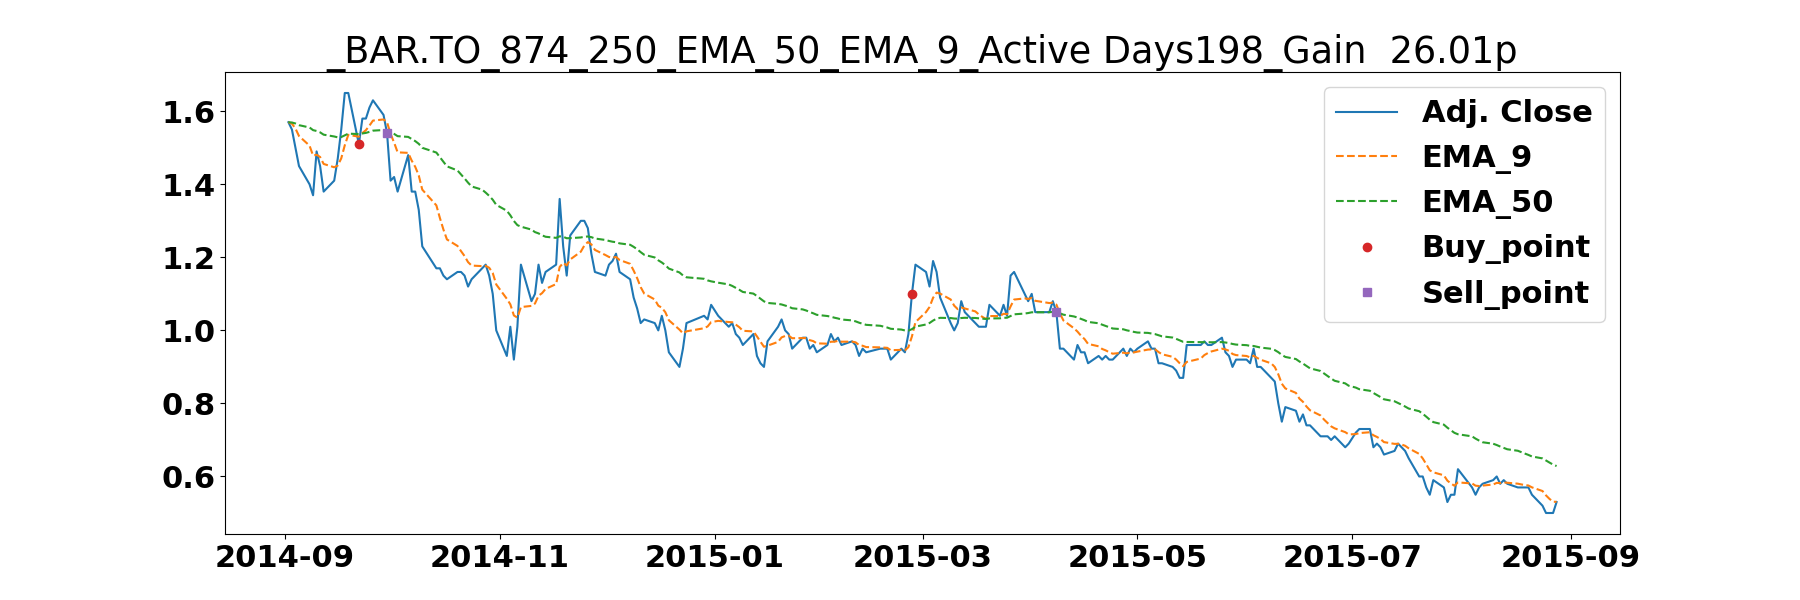 _BAR.TO_874_250_EMA_50_EMA_9_Active Days198_Gain  26.01p
1.6
1.4
1.2
1.0
0.8
0.6
Adj. Close
EMA_9
EMA_50
Buy_point
Sell_point
2014-09 2014-11 2015-01 2015-03 2015-05 2015-07 2015-09